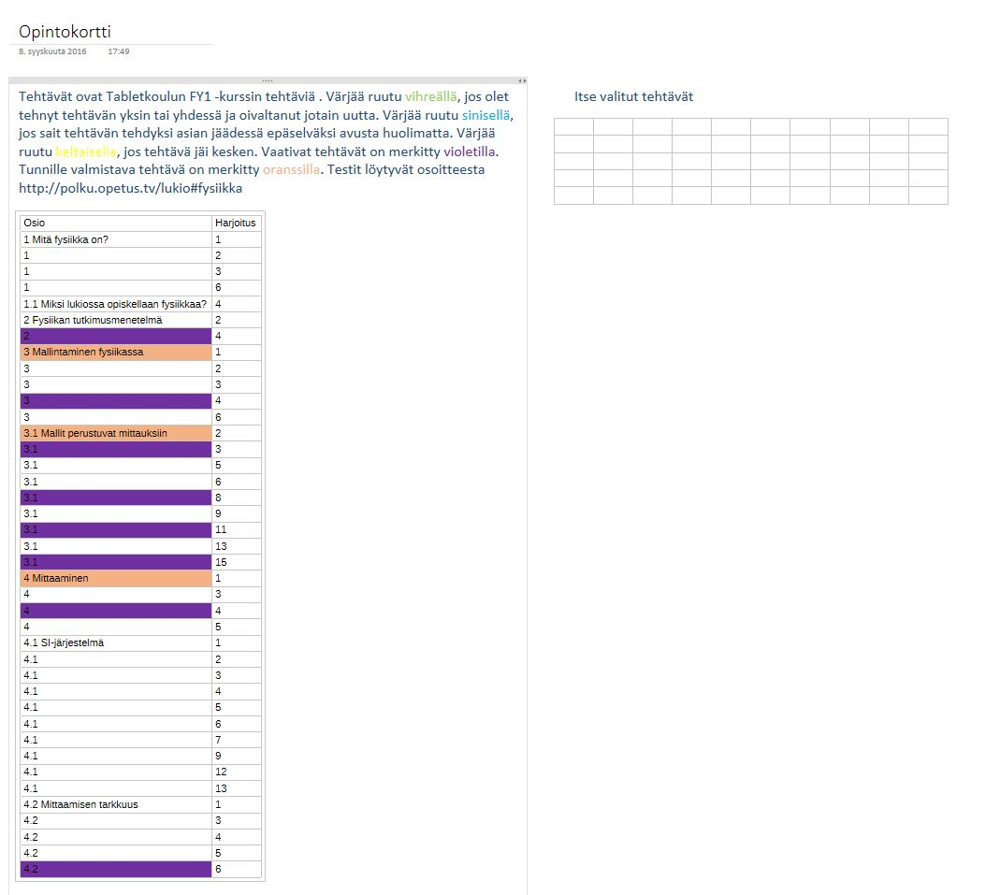 Opintokortti
8. syyskuuta 2016 17:49
Tehtävät ovat Tabletkoulun FY1 -kurssin tehtäviä . Värjää ruutu vihreällä, jos olet
tehnyt tehtävän yksin tai yhdessä ja oivaltanut jotain uutta. Värjää ruutu sinisellä,
jos sait tehtävän tehdyksi asian jäädessä epäselväksi avusta huolimatta. Värjää
ruutu keltaisella, jos tehtävä jäi kesken. Vaativat tehtävät on merkitty violetilla.
Tunnille valmistava tehtävä on merkitty oranssilla. Testit löytyvät osoitteesta
http://polku.opetus.tv/lukio#fysiikka
Osio Harjoitus
1 Mitä fysiikka on? 1
1 2
1 3
1 6
1.1 Miksi lukiossa opiskellaan fysiikkaa? 4
2 Fysiikan tutkimusmenetelmä 2
2 4
3 Mallintaminen fysiikassa 1
3 2
3 3
3 4
3 6
3.1 Mallit perustuvat mittauksiin 2
3.1 3
3.1 5
3.1 6
3.1 8
3.1 9
3.1 11
3.1 13
3.1 15
4 Mittaaminen 1
4 3
4 4
4 5
4.1 SI-järjestelmä 1
4.1 2
4.1 3
4.1 4
4.1 5
4.1 6
4.1 7
4.1 9
4.1 12
4.1 13
4.2 Mittaamisen tarkkuus 1
4.2 3
4.2 4
4.2 5
4.2 6
Itse valitut tehtävät